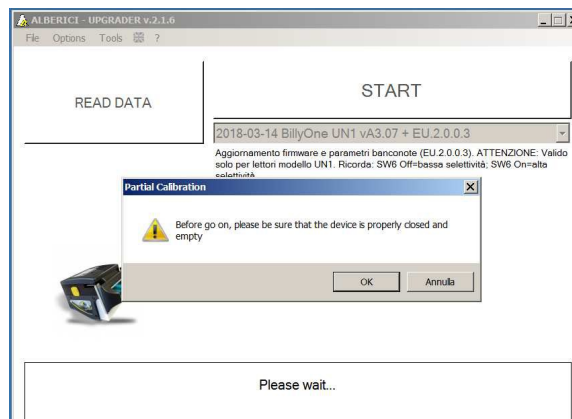 ALBERICI - UPGRADER v.2.1.6
File Options Tools ?
READ DATA
START
2018-03-14 BillyOne UN1 vA3.07 + EU.2.0.0.3
Aggiornamento firmware e parametri banconote (EU.2.0.0.3). ATTENZIONE: Valido
solo per lettori modello UN1. Ricorda: SW6 Off=bassa selettività; SW6 On=alta
selettività
Partial Calibration
Before go on, please be sure that the device is properly closed and
empty
OK Annulla
Please wait...